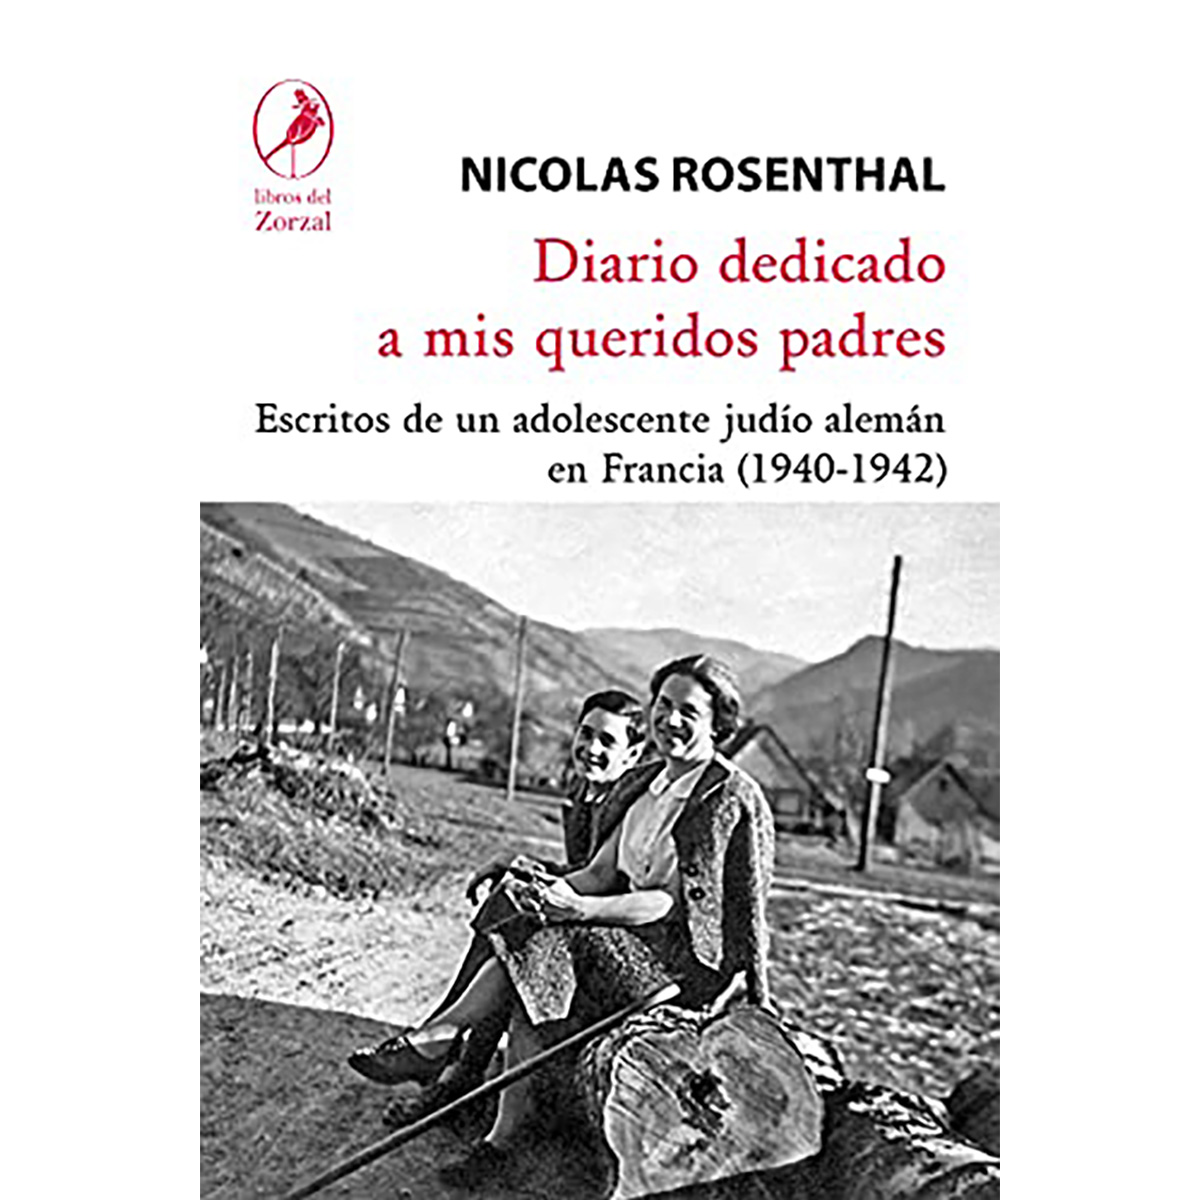 libros del
Zorzal
NICOLAS ROSENTHAL
Diario dedicado
a mis queridos padres
Escritos de un adolescente judío alemán
en Francia (1940-1942)